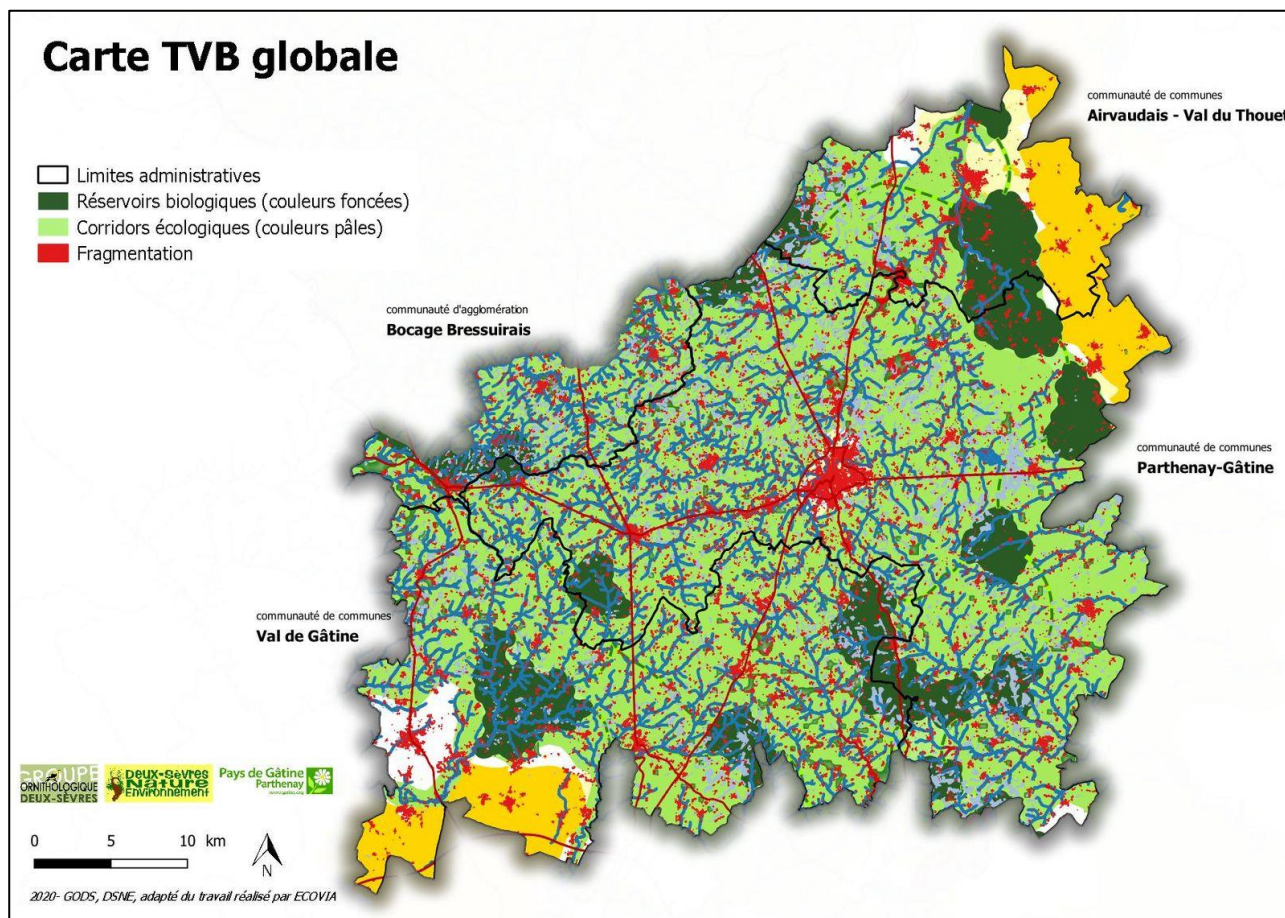 Carte TVB globale
Limites administratives
Réservoirs biologiques (couleurs foncées)
Corridors écologiques (couleurs pâles)
Fragmentation
communauté de communes
Airvaudais - Val du Thouet
communauté d'agglomération
Bocage Bressuirais
communauté de communes
Parthenay-Gâtine
communauté de communes
Val de Gâtine
GROUPE
ORNITHOLOGIQUE
DEUX-SÈVRES
Deux-Sèvres
Nature
Environnement
Pays de Gâtine
Parthenay
0 5 10 km
N
2020- GODS, DSNE, adapté du travail réalisé par ECOVIA